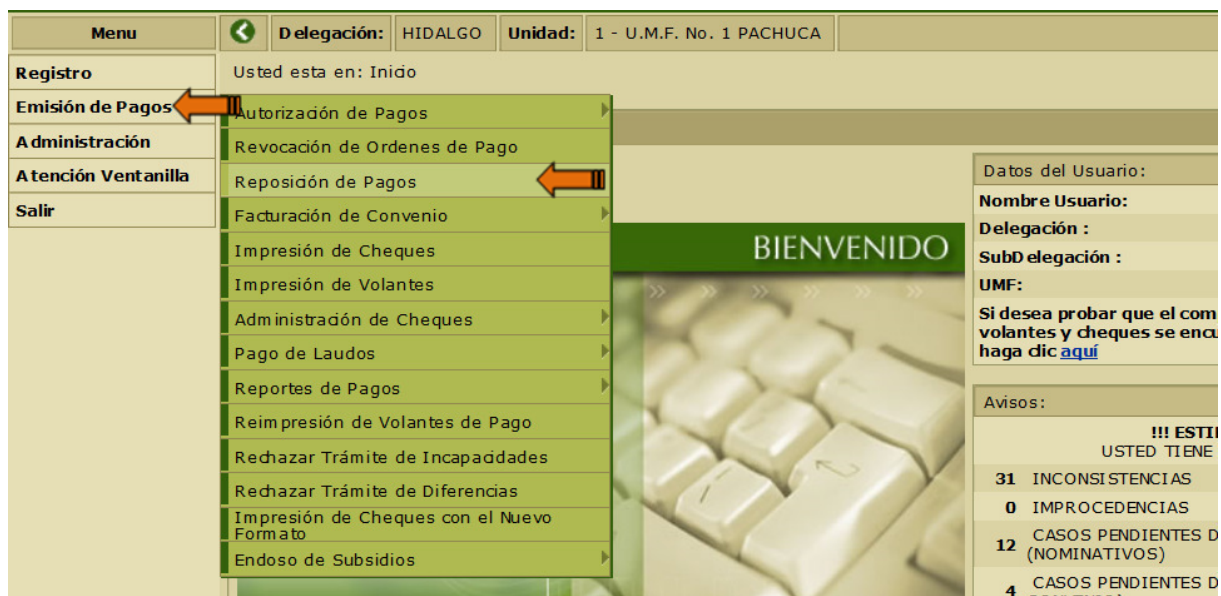 Menu
Delegación: HIDALGO Unidad: 1 - U.M.F. No. 1 PACHUCA
Registro
Emisión de Pagos
Administración
Atención Ventanilla
Salir
Usted esta en: Inicio
Autorización de Pagos
Revocación de Ordenes de Pago
Reposición de Pagos
Facturación de Convenio
Impresión de Cheques
Impresión de Volantes
Administración de Cheques
Pago de Laudos
Reportes de Pagos
Reimpresión de Volantes de Pago
Rechazar Trámite de Incapacidades
Rechazar Trámite de Diferencias
Impresión de Cheques con el Nuevo
Formato
Endoso de Subsidios
BIENVENIDO
Datos del Usuario:
Nombre Usuario:
Delegación :
SubDelegación :
UMF:
Si desea probar que el com
volantes y cheques se encu
haga clic aquí
Avisos:
!!! ESTI
USTED TIENE
31 INCONSISTENCIAS
0 IMPROCEDENCIAS
12 CASOS PENDIENTES D
(NOMINATIVOS)
4 CASOS PENDIENTES D